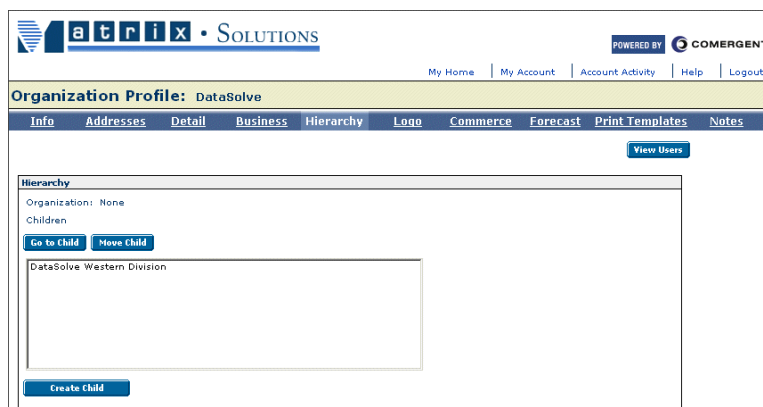 Matrix • SOLUTIONS
POWERED BY COMERGENT
My Home | My Account | Account Activity | Help | Logout
Organization Profile: DataSolve
Info Addresses Detail Business Hierarchy Logo Commerce Forecast Print Templates Notes
View Users
Hierarchy
Organization: None
Children
Go to Child Move Child
DataSolve Western Division
Create Child